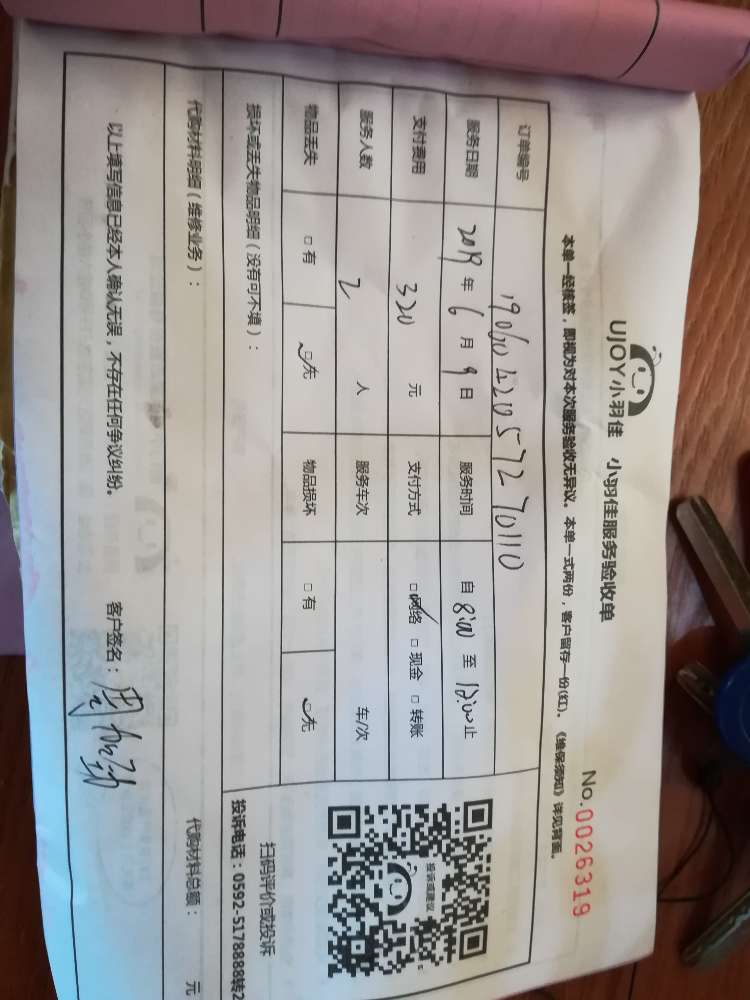 UJOY小羽佳 小羽佳服务验收单
No.0026319
本单一经核签,即视为对本次服务验收无异议。本单一式两份,客户留存一份(红)。《维保须知》详见背面。
订单编号 19060420572 70110
服务日期 2019 年 6 月 9 日 服务时间 自 8:00 至 12:00 止
支付费用 320 元 支付方式 □网络 □现金 □转账
服务人数 2 人 服务车次 车/次
物品丢失 □有 □无 物品损坏 □有 □无
投诉或建议
扫码评价或投诉
投诉电话:0592-5178888转2
损坏或丢失物品明细(没有可不填):
代购材料明细(维修业务): 代购材料总额: 元
以上填写信息已经本人确认无误,不存在任何争议纠纷。 客户签名: